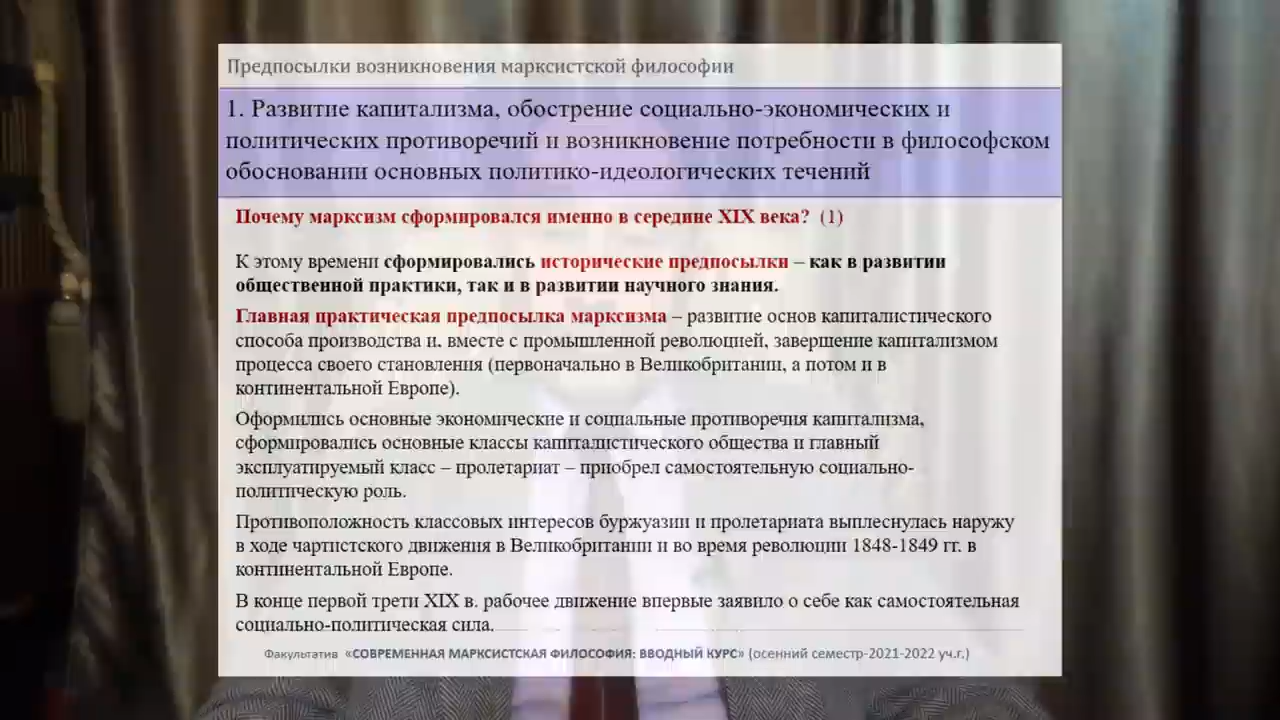 Предпосылки возникновения марксистской философии
1. Развитие капитализма, обострение социально-экономических и
политических противоречий и возникновение потребности в философском
обосновании основных политико-идеологических течений
Почему марксизм сформировался именно в середине XIX века? (1)
К этому времени сформировались исторические предпосылки – как в развитии
общественной практики, так и в развитии научного знания.
Главная практическая предпосылка марксизма – развитие основ капиталистического
способа производства и, вместе с промышленной революцией, завершение капитализмом
процесса своего становления (первоначально в Великобритании, а потом и в
континентальной Европе).
Оформились основные экономические и социальные противоречия капитализма,
сформировались основные классы капиталистического общества и главный
эксплуатируемый класс – пролетариат – приобрел самостоятельную социально-
политическую роль.
Противоположность классовых интересов буржуазии и пролетариата выплеснулась наружу
в ходе чартистского движения в Великобритании и во время революции 1848-1849 гг. в
континентальной Европе.
В конце первой трети XIX в. рабочее движение впервые заявило о себе как самостоятельная
социально-политическая сила.
Факультатив «СОВРЕМЕННАЯ МАРКСИСТСКАЯ ФИЛОСОФИЯ: ВВОДНЫЙ КУРС» (осенний семестр-2021-2022 уч.г.)